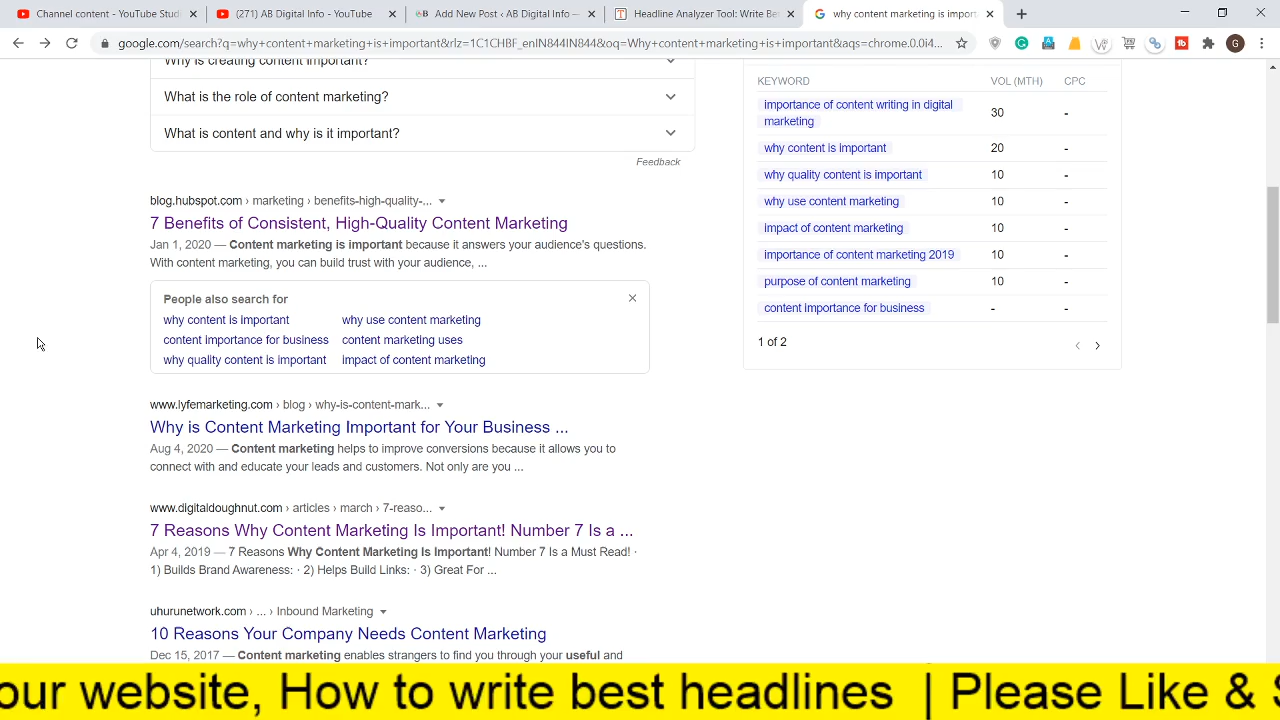 Channel content - YouTube Studi
(271) AB Digital Info - YouTube
Add New Post ‹ AB Digital Info —
Headline Analyzer Tool: Write Be
why content marketing is impor
google.com/search?q=why+content+marketing+is+important&rlz=1C1CHBF_enIN844IN844&oq=Why+content+marketing+is+important&aqs=chrome.0.0i4...
G
Why is creating content important?
What is the role of content marketing?
What is content and why is it important?
Feedback
blog.hubspot.com › marketing › benefits-high-quality-...
7 Benefits of Consistent, High-Quality Content Marketing
Jan 1, 2020 — Content marketing is important because it answers your audience's questions.
With content marketing, you can build trust with your audience, ...
People also search for
why content is important why use content marketing
content importance for business content marketing uses
why quality content is important impact of content marketing
www.lyfemarketing.com › blog › why-is-content-mark...
Why is Content Marketing Important for Your Business ...
Aug 4, 2020 — Content marketing helps to improve conversions because it allows you to
connect with and educate your leads and customers. Not only are you ...
www.digitaldoughnut.com › articles › march › 7-reaso...
7 Reasons Why Content Marketing Is Important! Number 7 Is a ...
Apr 4, 2019 — 7 Reasons Why Content Marketing Is Important! Number 7 Is a Must Read! ·
1) Builds Brand Awareness: · 2) Helps Build Links: · 3) Great For ...
uhurunetwork.com › ... › Inbound Marketing
10 Reasons Your Company Needs Content Marketing
Dec 15, 2017 — Content marketing enables strangers to find you through your useful and
KEYWORD VOL (MTH) CPC
importance of content writing in digital
marketing 30 -
why content is important 20 -
why quality content is important 10 -
why use content marketing 10 -
impact of content marketing 10 -
importance of content marketing 2019 10 -
purpose of content marketing 10 -
content importance for business - -
1 of 2
our website, How to write best headlines | Please Like & S